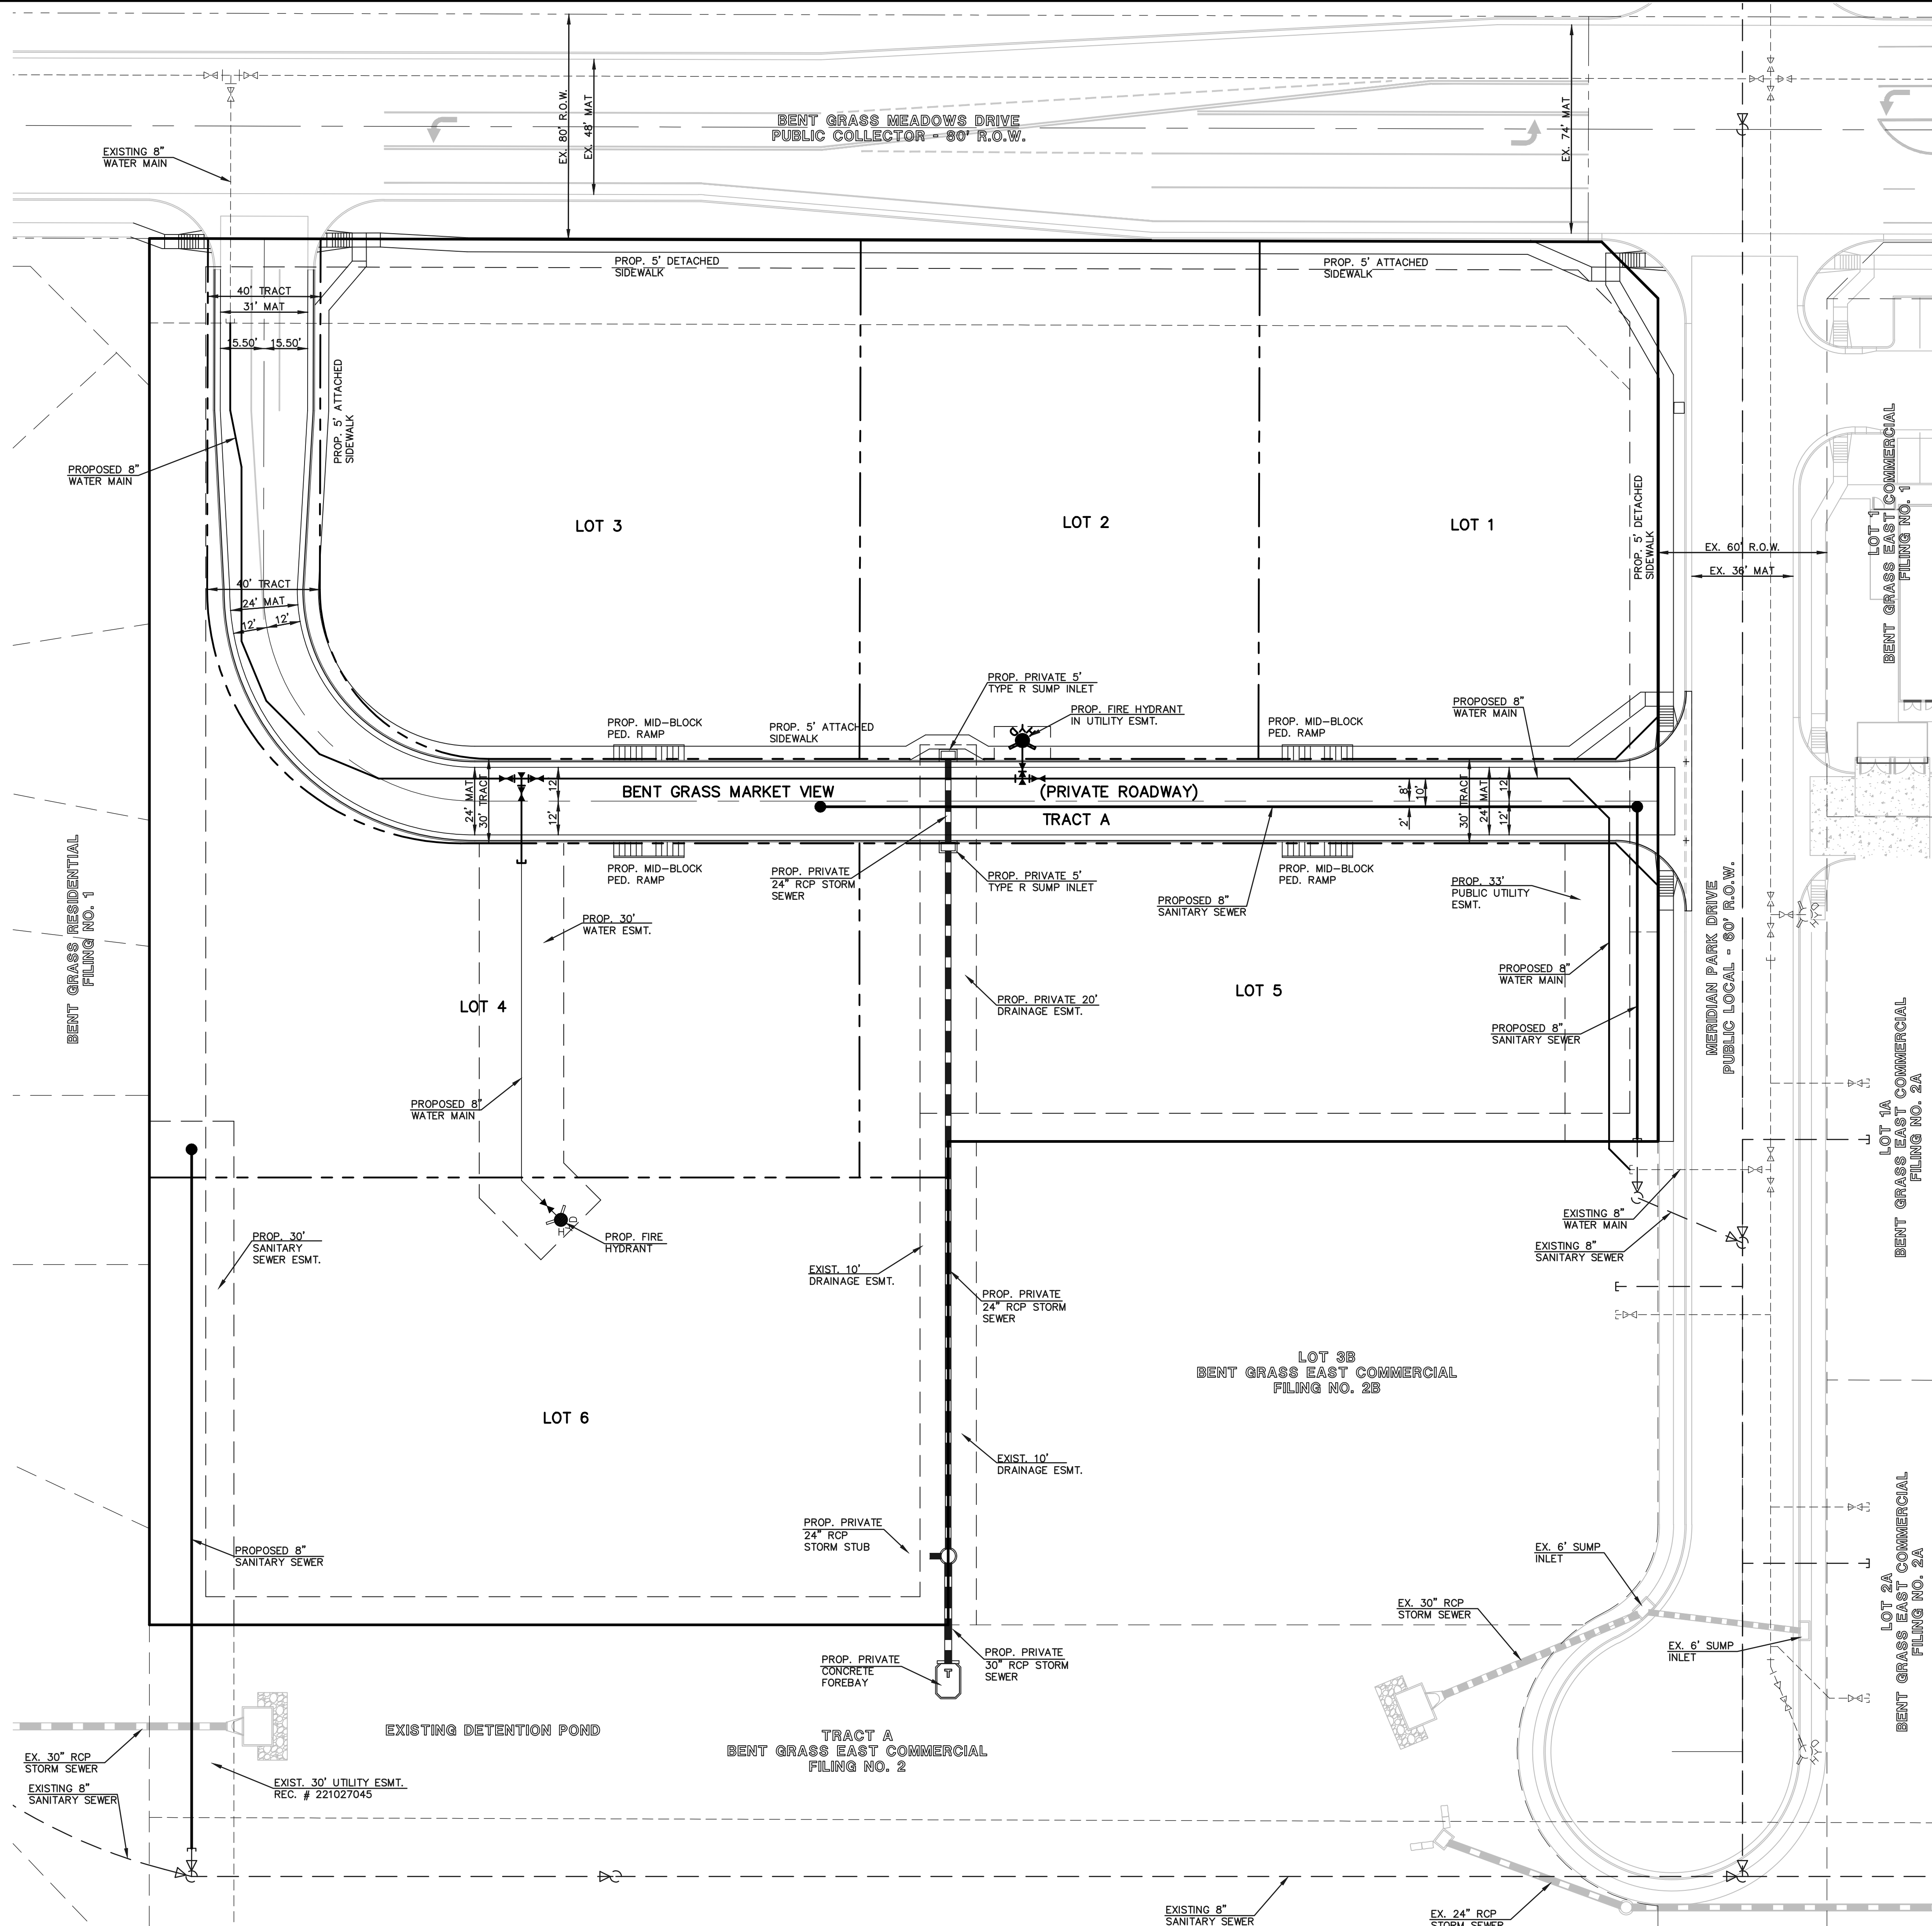 BENT GRASS MEADOWS DRIVE
PUBLIC COLLECTOR - 80' R.O.W.
EX. 80' R.O.W.
EX. 48' MAT
EX. 74' MAT
EXISTING 8"
WATER MAIN
PROP. 5' DETACHED
SIDEWALK
PROP. 5' ATTACHED
SIDEWALK
40' TRACT
31' MAT
15.50'
15.50'
PROP. 5' ATTACHED
SIDEWALK
PROPOSED 8"
WATER MAIN
LOT 3
LOT 2
LOT 1
PROP. 5' DETACHED
SIDEWALK
EX. 60' R.O.W.
EX. 36' MAT
LOT 1
BENT GRASS EAST COMMERCIAL
FILING NO. 1
40' TRACT
24' MAT
12'
12'
PROP. PRIVATE 5'
TYPE R SUMP INLET
PROP. FIRE HYDRANT
IN UTILITY ESMT.
PROPOSED 8"
WATER MAIN
PROP. MID-BLOCK
PED. RAMP
PROP. 5' ATTACHED
SIDEWALK
PROP. MID-BLOCK
PED. RAMP
HYD
24' MAT
30' TRACT
12'
12'
BENT GRASS MARKET VIEW
(PRIVATE ROADWAY)
TRACT A
8'
10'
2'
30' TRACT
24' MAT
12'
12'
PROP. MID-BLOCK
PED. RAMP
PROP. PRIVATE
24" RCP STORM
SEWER
PROP. PRIVATE 5'
TYPE R SUMP INLET
PROPOSED 8"
SANITARY SEWER
PROP. MID-BLOCK
PED. RAMP
PROP. 33'
PUBLIC UTILITY
ESMT.
BENT GRASS RESIDENTIAL
FILING NO. 1
MERIDIAN PARK DRIVE
PUBLIC LOCAL - 60' R.O.W.
PROP. 30'
WATER ESMT.
PROPOSED 8"
WATER MAIN
LOT 4
LOT 5
PROP. PRIVATE 20'
DRAINAGE ESMT.
PROPOSED 8"
SANITARY SEWER
PROPOSED 8"
WATER MAIN
LOT 1A
BENT GRASS EAST COMMERCIAL
FILING NO. 2A
EXISTING 8"
WATER MAIN
EXISTING 8"
SANITARY SEWER
PROP. 30'
SANITARY
SEWER ESMT.
HYD
PROP. FIRE
HYDRANT
EXIST. 10'
DRAINAGE ESMT.
PROP. PRIVATE
24" RCP STORM
SEWER
LOT 3B
BENT GRASS EAST COMMERCIAL
FILING NO. 2B
LOT 6
EXIST. 10'
DRAINAGE ESMT.
PROP. PRIVATE
24" RCP
STORM STUB
PROPOSED 8"
SANITARY SEWER
EX. 6' SUMP
INLET
EX. 30" RCP
STORM SEWER
EX. 6' SUMP
INLET
LOT 2A
BENT GRASS EAST COMMERCIAL
FILING NO. 2A
PROP. PRIVATE
CONCRETE
FOREBAY
T
PROP. PRIVATE
30" RCP STORM
SEWER
EXISTING DETENTION POND
TRACT A
BENT GRASS EAST COMMERCIAL
FILING NO. 2
EX. 30" RCP
STORM SEWER
EXISTING 8"
SANITARY SEWER
EXIST. 30' UTILITY ESMT.
REC. # 221027045
EXISTING 8"
SANITARY SEWER
EX. 24" RCP
STORM SEWER